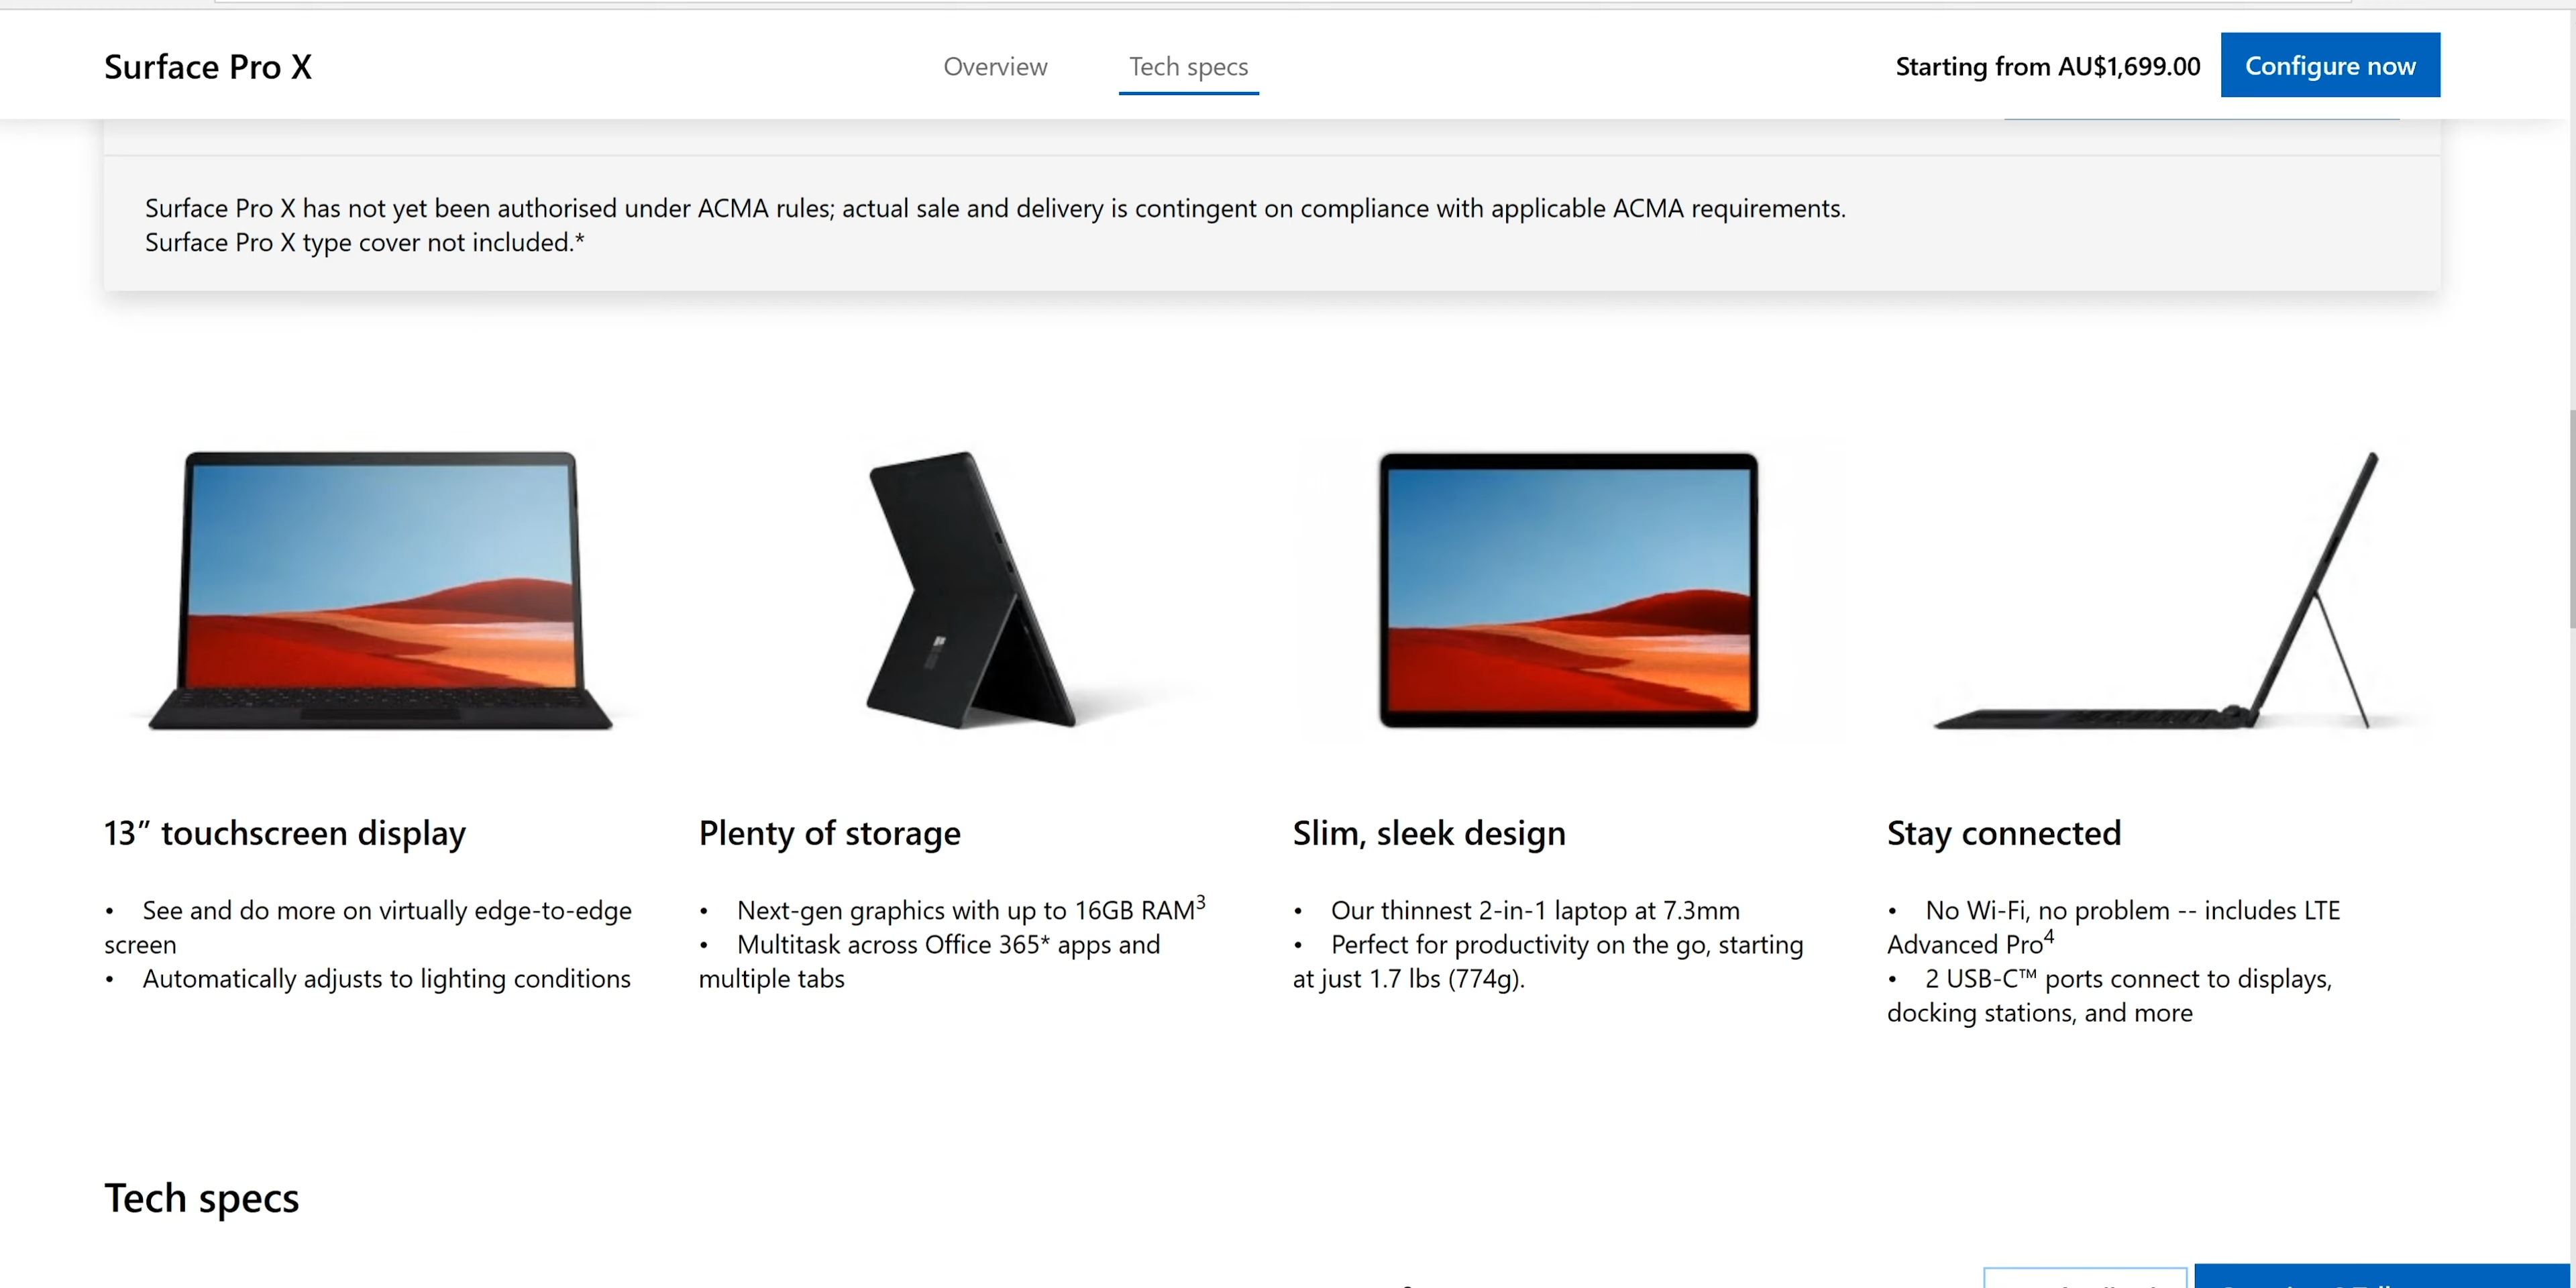 Surface Pro X
Overview
Tech specs
Starting from AU$1,699.00
Configure now
Surface Pro X has not yet been authorised under ACMA rules; actual sale and delivery is contingent on compliance with applicable ACMA requirements.
Surface Pro X type cover not included.*
13” touchscreen display
• See and do more on virtually edge-to-edge
screen
• Automatically adjusts to lighting conditions
Plenty of storage
• Next-gen graphics with up to 16GB RAM³
• Multitask across Office 365* apps and
multiple tabs
Slim, sleek design
• Our thinnest 2-in-1 laptop at 7.3mm
• Perfect for productivity on the go, starting
at just 1.7 lbs (774g).
Stay connected
• No Wi-Fi, no problem -- includes LTE
Advanced Pro⁴
• 2 USB-C™ ports connect to displays,
docking stations, and more
Tech specs